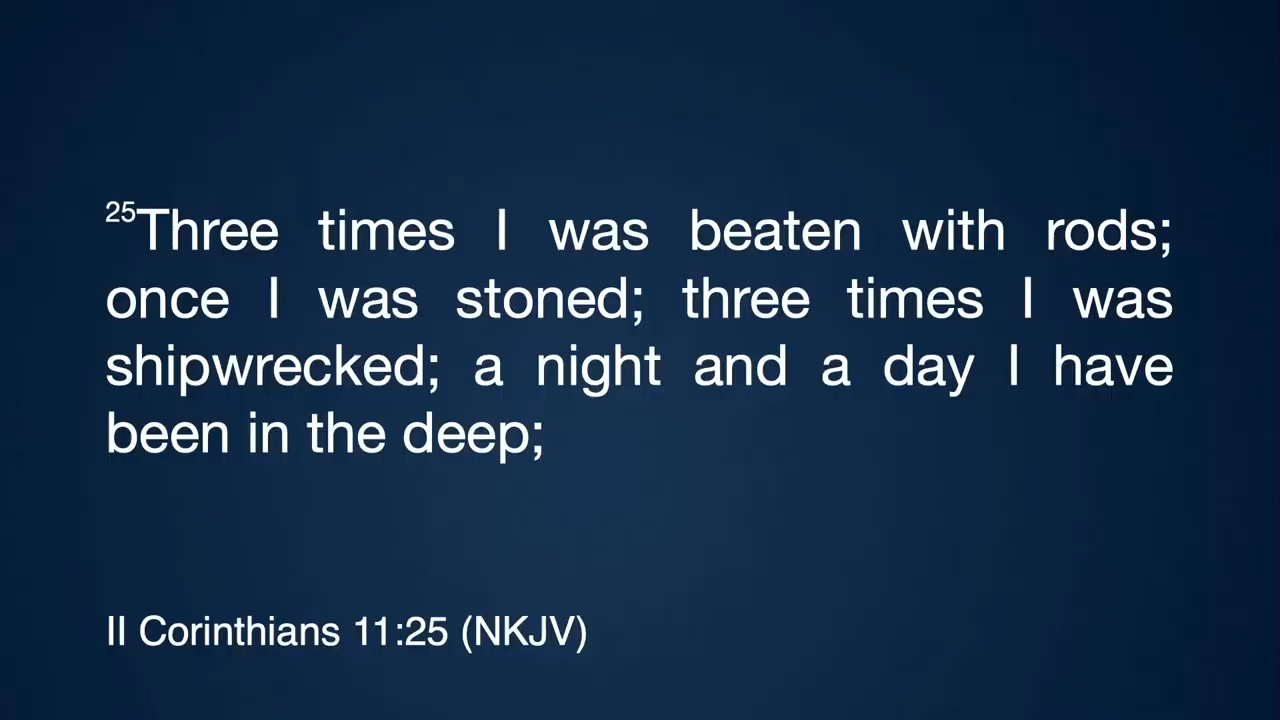 25Three times I was beaten with rods;
once I was stoned; three times I was
shipwrecked; a night and a day I have
been in the deep;
II Corinthians 11:25 (NKJV)